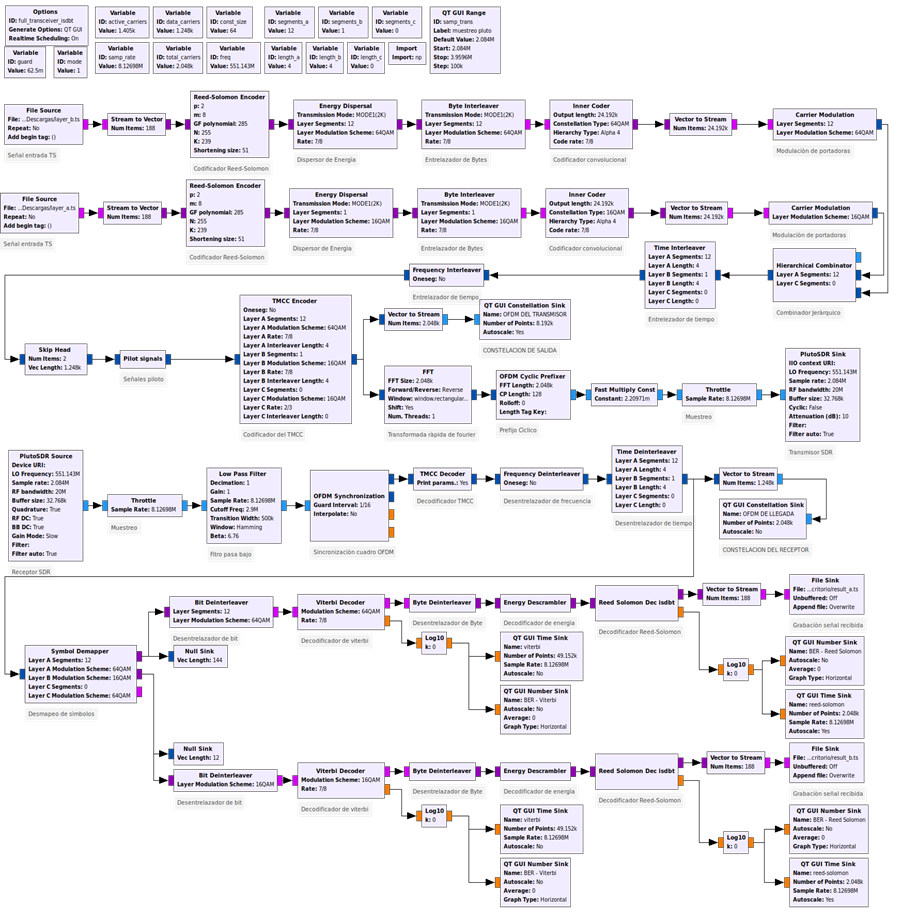 Options
ID: full_transceiver_isdbt
Generate Options: QT GUI
Realtime Scheduling: On
Variable
ID: active_carriers
Value: 1.405k
Variable
ID: data_carriers
Value: 1.248k
Variable
ID: const_size
Value: 64
Variable
ID: segments_a
Value: 12
Variable
ID: segments_b
Value: 1
Variable
ID: segments_c
Value: 0
QT GUI Range
ID: samp_trans
Label: muestreo pluto
Default Value: 2.084M
Start: 2.084M
Stop: 3.9596M
Step: 100k
Variable
ID: guard
Value: 62.5m
Variable
ID: mode
Value: 1
Variable
ID: samp_rate
Value: 8.12698M
Variable
ID: total_carriers
Value: 2.048k
Variable
ID: freq
Value: 551.143M
Variable
ID: length_a
Value: 4
Variable
ID: length_b
Value: 4
Variable
ID: length_c
Value: 0
Import
ID: np
File Source
File: ...Descargas/layer_b.ts
Repeat: No
Add begin tag: ()
Señal entrada TS
Stream to Vector
Num Items: 188
Reed-Solomon Encoder
p: 2
m: 8
GF polynomial: 285
N: 255
K: 239
Shortening size: 51
Codificador Reed-Solomon
Energy Dispersal
Transmission Mode: MODE1(2K)
Layer Segments: 12
Layer Modulation Scheme: 64QAM
Rate: 7/8
Dispersor de Energía
Byte Interleaver
Transmission Mode: MODE1(2K)
Layer Segments: 12
Layer Modulation Scheme: 64QAM
Rate: 7/8
Entrelazador de Bytes
Inner Coder
Output length: 24.192k
Constellation Type: 64QAM
Hierarchy Type: Alpha 4
Code rate: 7/8
Codificador convolucional
Vector to Stream
Num Items: 24.192k
Carrier Modulation
Layer Segments: 12
Layer Modulation Scheme: 64QAM
Modulaciòn de portadoras
File Source
File: ...Descargas/layer_a.ts
Repeat: No
Add begin tag: ()
Señal entrada TS
Stream to Vector
Num Items: 188
Reed-Solomon Encoder
p: 2
m: 8
GF polynomial: 285
N: 255
K: 239
Shortening size: 51
Codificador Reed-Solomon
Energy Dispersal
Transmission Mode: MODE1(2K)
Layer Segments: 1
Layer Modulation Scheme: 16QAM
Rate: 7/8
Dispersor de Energía
Byte Interleaver
Transmission Mode: MODE1(2K)
Layer Segments: 1
Layer Modulation Scheme: 16QAM
Rate: 7/8
Entrelazador de Bytes
Inner Coder
Output length: 24.192k
Constellation Type: 16QAM
Hierarchy Type: Alpha 4
Code rate: 7/8
Codificador convolucional
Vector to Stream
Num Items: 24.192k
Carrier Modulation
Layer Modulation Scheme: 16QAM
Modulaciòn de portadoras
Frequency Interleaver
Oneseg: No
Entrelazador de tiempo
Time Interleaver
Layer A Segments: 12
Layer A Length: 4
Layer B Segments: 1
Layer B Length: 4
Layer C Segments: 0
Layer C Length: 0
Entrelezador de tiempo
Hierarchical Combinator
Layer A Segments: 12
Layer C Segments: 0
Combinador Jeràrquico
Skip Head
Num Items: 2
Vec Length: 1.248k
Pilot signals
Señales piloto
TMCC Encoder
Oneseg: No
Layer A Segments: 12
Layer A Modulation Scheme: 64QAM
Layer A Rate: 7/8
Layer A Interleaver Length: 4
Layer B Segments: 1
Layer B Modulation Scheme: 16QAM
Layer B Rate: 7/8
Layer B Interleaver Length: 4
Layer C Segments: 0
Layer C Modulation Scheme: 64QAM
Layer C Rate: 2/3
Layer C Interleaver Length: 0
Codificador del TMCC
Vector to Stream
Num Items: 2.048k
QT GUI Constellation Sink
Name: OFDM DEL TRANSMISOR
Number of Points: 8.192k
Autoscale: Yes
CONSTELACION DE SALIDA
FFT
FFT Size: 2.048k
Forward/Reverse: Reverse
Window: window.rectangular...
Shift: Yes
Num. Threads: 1
Transformada ràpida de fourier
OFDM Cyclic Prefixer
FFT Length: 2.048k
CP Length: 128
Rolloff: 0
Length Tag Key:
Prefijo Cìclico
Fast Multiply Const
Constant: 2.20971m
Throttle
Sample Rate: 8.12698M
Muestreo
PlutoSDR Sink
IIO context URI:
LO Frequency: 551.143M
Sample rate: 2.084M
RF bandwidth: 20M
Buffer size: 32.768k
Cyclic: False
Attenuation (dB): 10
Filter:
Filter auto: True
Transmisor SDR
PlutoSDR Source
Device URI:
LO Frequency: 551.143M
Sample rate: 2.084M
RF bandwidth: 20M
Buffer size: 32.768k
Quadrature: True
RF DC: True
BB DC: True
Gain Mode: Slow
Filter:
Filter auto: True
Receptor SDR
Throttle
Sample Rate: 8.12698M
Muestreo
Low Pass Filter
Decimation: 1
Gain: 1
Sample Rate: 8.12698M
Cutoff Freq: 2.9M
Transition Width: 500k
Window: Hamming
Beta: 6.76
Fltro pasa bajo
OFDM Synchronization
Guard Interval: 1/16
Interpolate: No
Sincronizaciòn cuadro OFDM
TMCC Decoder
Print params.: Yes
Decodificador TMCC
Frequency Deinterleaver
Oneseg: No
Desentrelazador de frecuencia
Time Deinterleaver
Layer A Segments: 12
Layer A Length: 4
Layer B Segments: 1
Layer B Length: 4
Layer C Segments: 0
Layer C Length: 0
Desentrelezador de tiempo
Vector to Stream
Num Items: 1.248k
QT GUI Constellation Sink
Name: OFDM DE LLEGADA
Number of Points: 2.048k
Autoscale: No
CONSTELACION DEL RECEPTOR
Symbol Demapper
Layer A Segments: 12
Layer A Modulation Scheme: 64QAM
Layer B Modulation Scheme: 16QAM
Layer C Segments: 0
Layer C Modulation Scheme: 64QAM
Desmapeo de sìmbolos
Bit Deinterleaver
Layer Segments: 12
Layer Modulation Scheme: 64QAM
Desentrelazador de bit
Null Sink
Vec Length: 144
Viterbi Decoder
Modulation Scheme: 64QAM
Rate: 7/8
Decodificador de viterbi
Byte Deinterleaver
Desentrelazador de Byte
Energy Descrambler
Decodificación de energía
Reed Solomon Dec isdbt
Decodificador Reed-Solomon
Vector to Stream
Num Items: 188
File Sink
File: ...critorio/result_a.ts
Unbuffered: Off
Append file: Overwrite
Grabación señal recibida
Log10
k: 0
QT GUI Time Sink
Name: viterbi
Number of Points: 49.152k
Sample Rate: 8.12698M
Autoscale: No
QT GUI Number Sink
Name: BER - Viterbi
Autoscale: No
Average: 0
Graph Type: Horizontal
Log10
k: 0
QT GUI Number Sink
Name: BER - Reed Solomon
Autoscale: No
Average: 0
Graph Type: Horizontal
QT GUI Time Sink
Name: reed-solomon
Number of Points: 2.048k
Sample Rate: 8.12698M
Autoscale: Yes
Null Sink
Vec Length: 12
Bit Deinterleaver
Layer Modulation Scheme: 16QAM
Desentrelazador de bit
Viterbi Decoder
Modulation Scheme: 16QAM
Rate: 7/8
Decodificador de viterbi
Byte Deinterleaver
Desentrelazador de Byte
Energy Descrambler
Decodificación de energía
Reed Solomon Dec isdbt
Decodificador Reed-Solomon
Vector to Stream
Num Items: 188
File Sink
File: ...critorio/result_b.ts
Unbuffered: Off
Append file: Overwrite
Grabación señal recibida
Log10
k: 0
QT GUI Time Sink
Name: viterbi
Number of Points: 49.152k
Sample Rate: 8.12698M
Autoscale: No
QT GUI Number Sink
Name: BER - Viterbi
Autoscale: No
Average: 0
Graph Type: Horizontal
Log10
k: 0
QT GUI Number Sink
Name: BER - Reed Solomon
Autoscale: No
Average: 0
Graph Type: Horizontal
QT GUI Time Sink
Name: reed-solomon
Number of Points: 2.048k
Sample Rate: 8.12698M
Autoscale: Yes